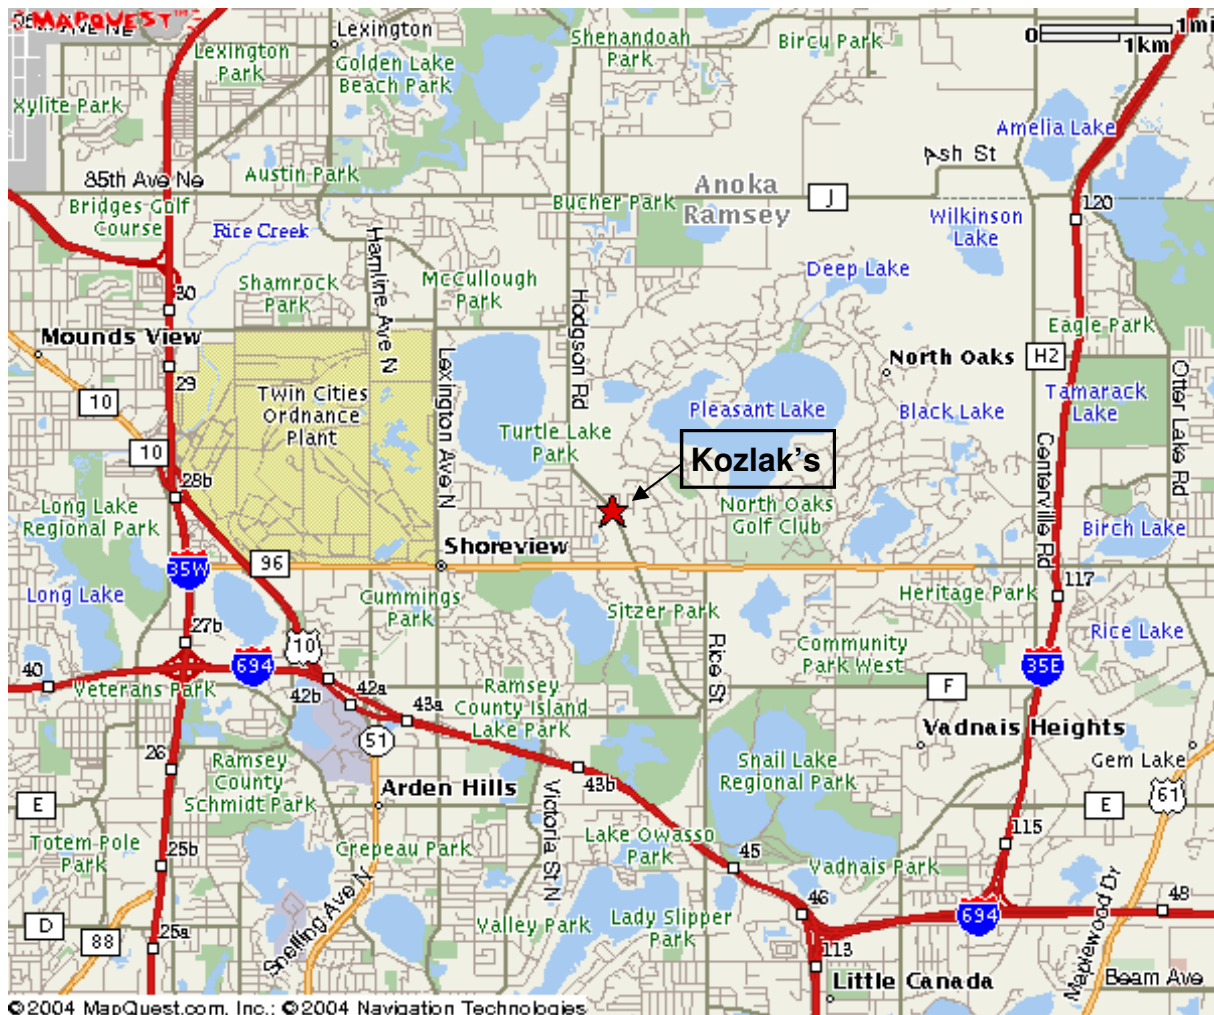 MAPQUEST
Ave NE
Lexington
0
1mi
1km
Lexington
Park
Shenandoah
Park
Bircu Park
Golden Lake
Beach Park
Xylite Park
Amelia Lake
Ash St
85th Ave Ne
Austin Park
Anoka
Ramsey
J
Bucher Park
120
Bridges Golf
Course
Rice Creek
Wilkinson
Lake
Hamline Ave N
Deep Lake
Shamrock
Park
McCullough
Park
30
Hodgson Rd
Mounds View
Eagle Park
29
Lexington Ave N
North Oaks
H2
Otter Lake Rd
10
Twin Cities
Ordnance
Plant
Pleasant Lake
Black Lake
Tamarack
Lake
Turtle Lake
Park
10
Kozlak's
Centerville Rd
28b
Long Lake
Regional Park
North Oaks
Golf Club
Birch Lake
Shoreview
35W
96
117
Long Lake
Cummings
Park
Sitzer Park
Heritage Park
27b
10
Rice St
Community
Park West
Rice Lake
40
694
35E
Veterans Park
42b
42a
43a
Ramsey
County Island
Lake Park
F
51
Vadnais Heights
26
Ramsey
County
Schmidt Park
Snail Lake
Regional Park
Gem Lake
Arden Hills
43b
61
E
E
Victoria St N
115
Totem Pole
Park
25b
Crepeau Park
Lake Owasso
Park
45
Vadnais Park
Snelling Ave N
46
Maplewood Dr
48
D
88
25a
Valley Park
Lady Slipper
Park
694
113
Little Canada
Beam Ave
©2004 MapQuest.com, Inc.; ©2004 Navigation Technologies